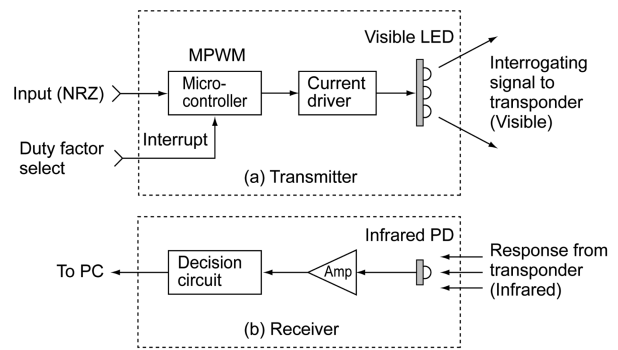 Visible LED
MPWM
Input (NRZ)
Micro-
controller
Current
driver
Interrogating
signal to
transponder
(Visible)
Duty factor
select
Interrupt
(a) Transmitter
Infrared PD
To PC
Decision
circuit
Amp
Response from
transponder
(Infrared)
(b) Receiver